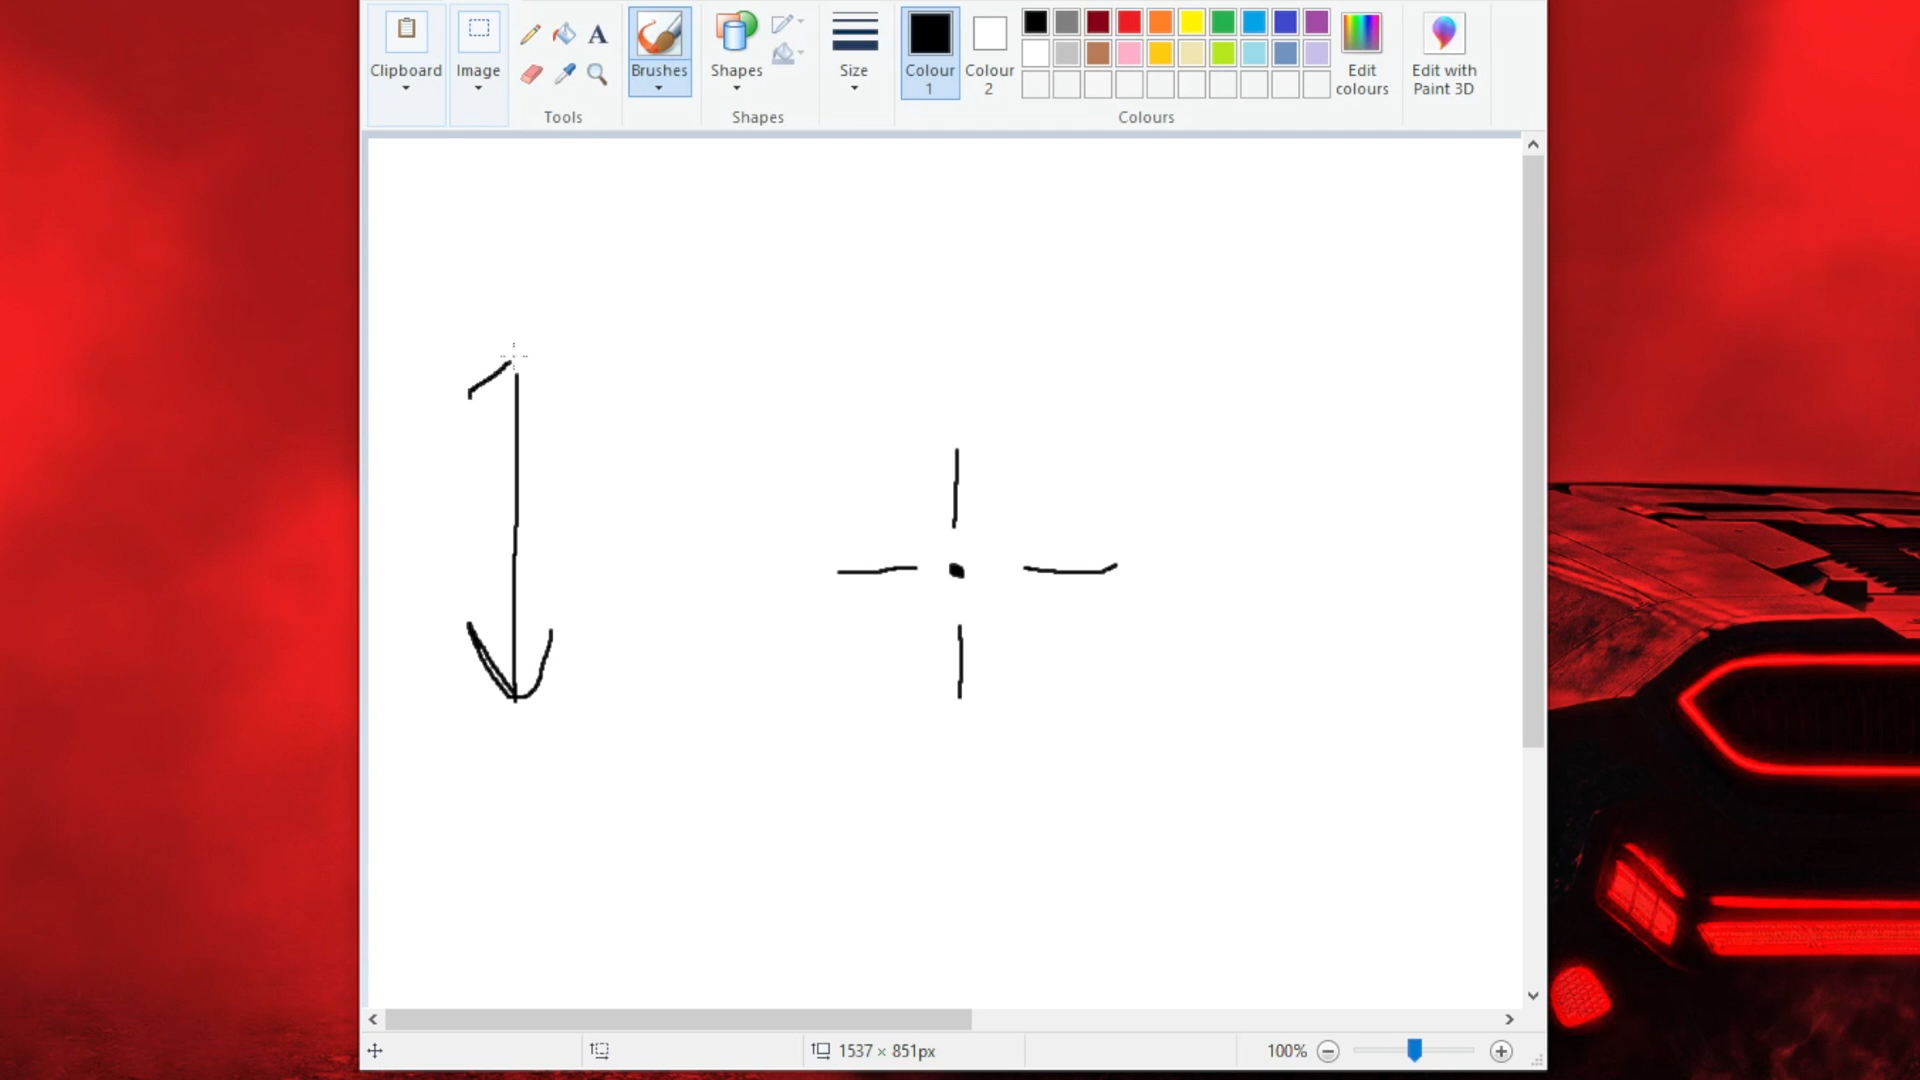 Clipboard
Image
Tools
A
Brushes
Shapes
Shapes
Size
Colour
1
Colour
2
Colours
Edit
colours
Edit with
Paint 3D
1537 × 851px
100%